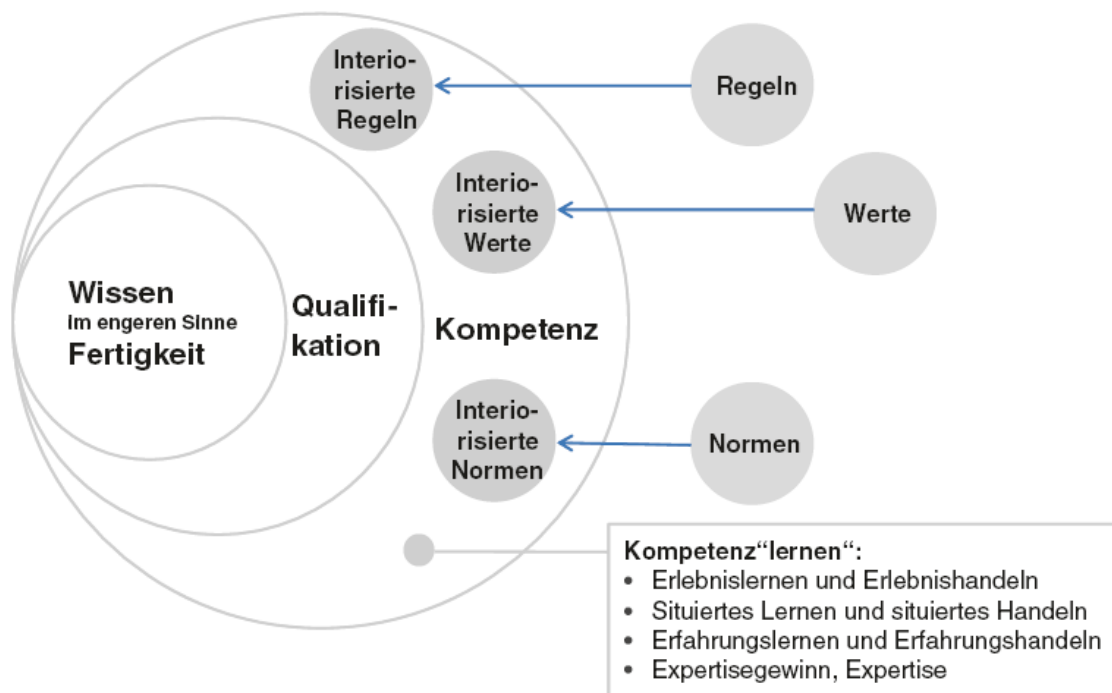 Interio-
risierte
Regeln
Regeln
Interio-
risierte
Werte
Werte
Wissen
im engeren Sinne
Fertigkeit
Qualifi-
kation
Kompetenz
Interio-
risierte
Normen
Normen
Kompetenz“lernen“:
• Erlebnislernen und Erlebnishandeln
• Situiertes Lernen und situiertes Handeln
• Erfahrungslernen und Erfahrungshandeln
• Expertisegewinn, Expertise